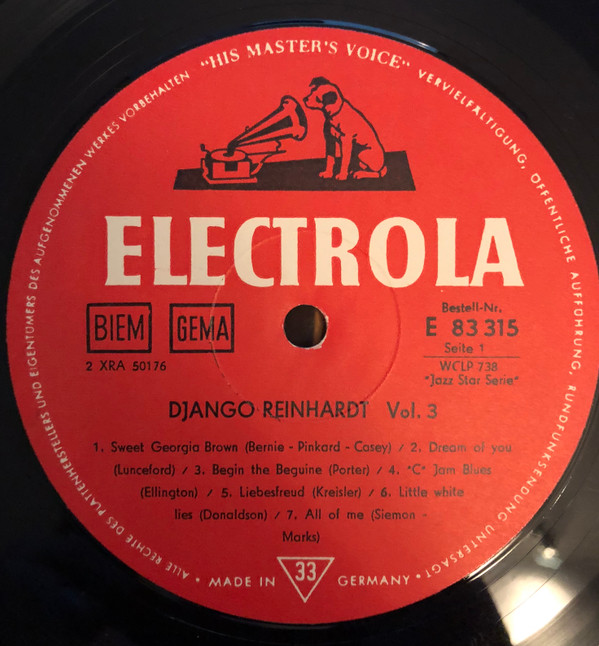 ALLE RECHTE DES PLATTENHERSTELLERS UND EIGENTÜMERS DES AUFGENOMMENEN WERKES VORBEHALTEN
"HIS MASTER'S VOICE"
VERVIELFÄLTIGUNG, ÖFFENTLICHE AUFFÜHRUNG, RUNDFUNKSENDUNG UNTERSAGT
ELECTROLA
BIEM GEMA
2 XRA 50176
Bestell-Nr.
E 83 315
Seite 1
WCLP 738
"Jazz Star Serie"
DJANGO REINHARDT Vol. 3
1. Sweet Georgia Brown (Bernie - Pinkard - Casey) / 2. Dream of you
(Lunceford) / 3. Begin the Beguine (Porter) / 4. "C" Jam Blues
(Ellington) / 5. Liebesfreud (Kreisler) / 6. Little white
lies (Donaldson) / 7. All of me (Siemon -
Marks)
MADE IN 33 GERMANY